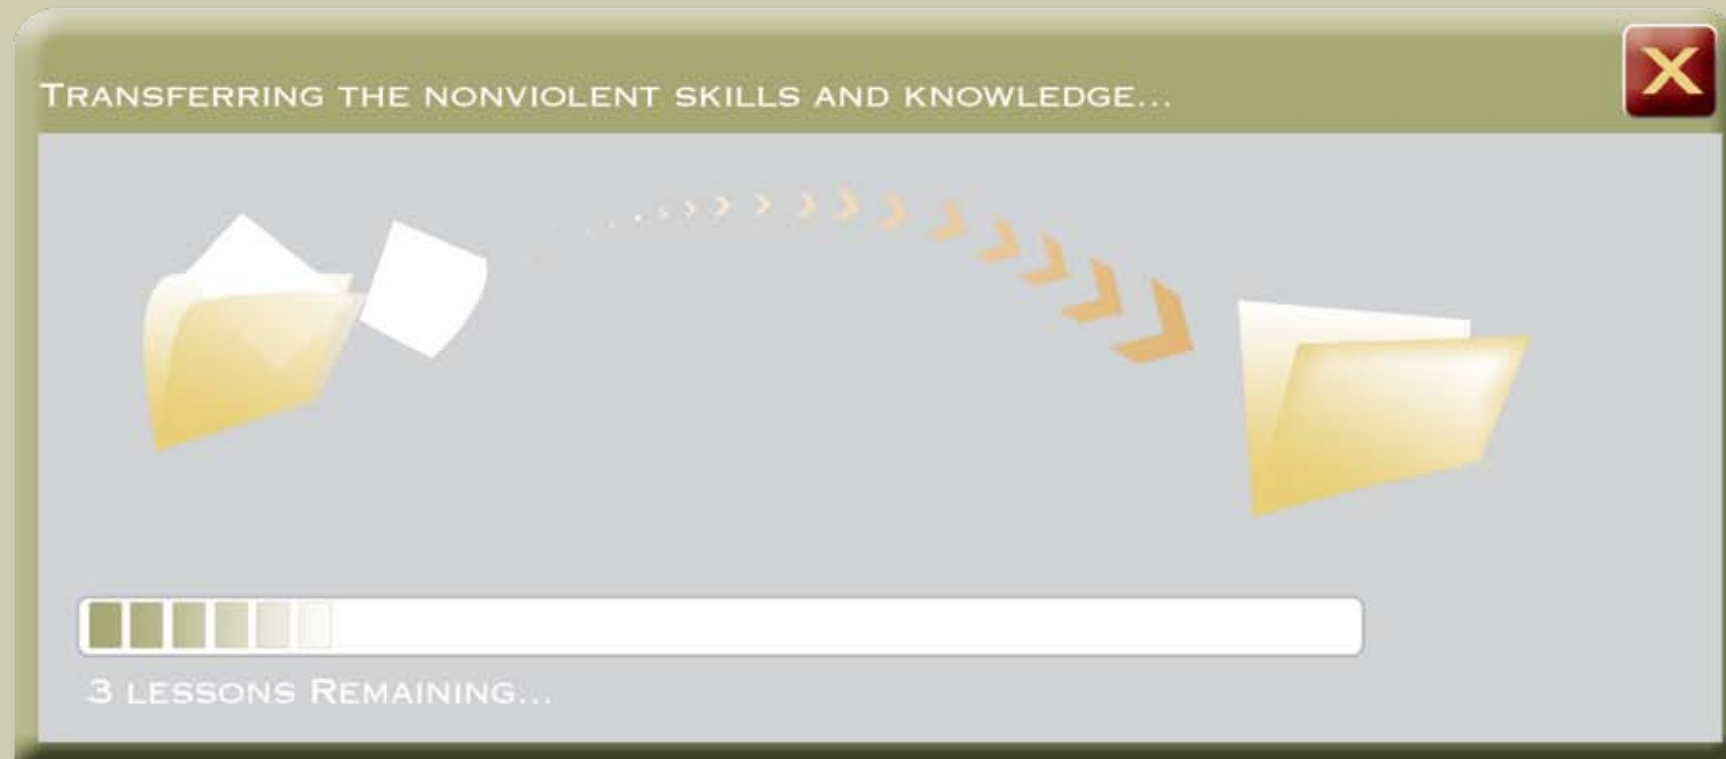 TRANSFERRING THE NONVIOLENT SKILLS AND KNOWLEDGE...
X
3 LESSONS REMAINING...